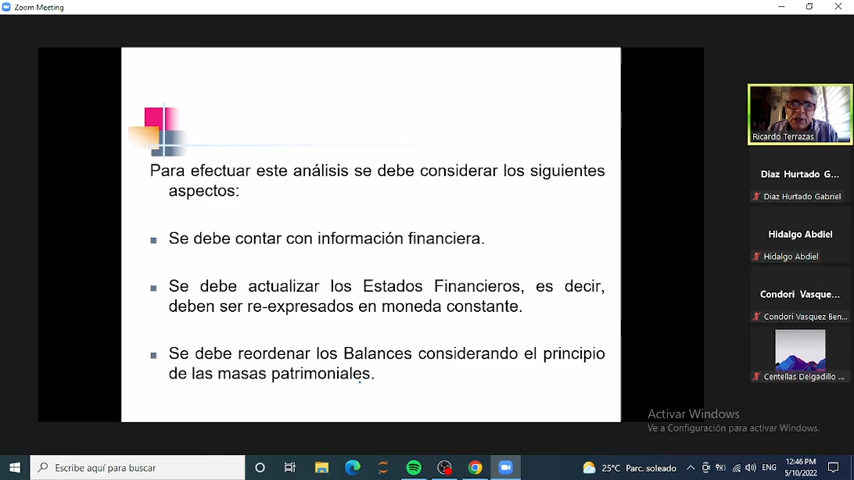 Zoom Meeting
Para efectuar este análisis se debe considerar los siguientes
aspectos:
Se debe contar con información financiera.
Se debe actualizar los Estados Financieros, es decir,
deben ser re-expresados en moneda constante.
Se debe reordenar los Balances considerando el principio
de las masas patrimoniales.
Ricardo Terrazas
Diaz Hurtado G...
Diaz Hurtado Gabriel
Hidalgo Abdiel
Hidalgo Abdiel
Condori Vasque...
Condori Vasquez Ben...
Centellas Delgadillo ...
Activar Windows
Ve a Configuración para activar Windows.
Escribe aquí para buscar
25°C Parc. soleado
ENG
12:46 PM
5/10/2022